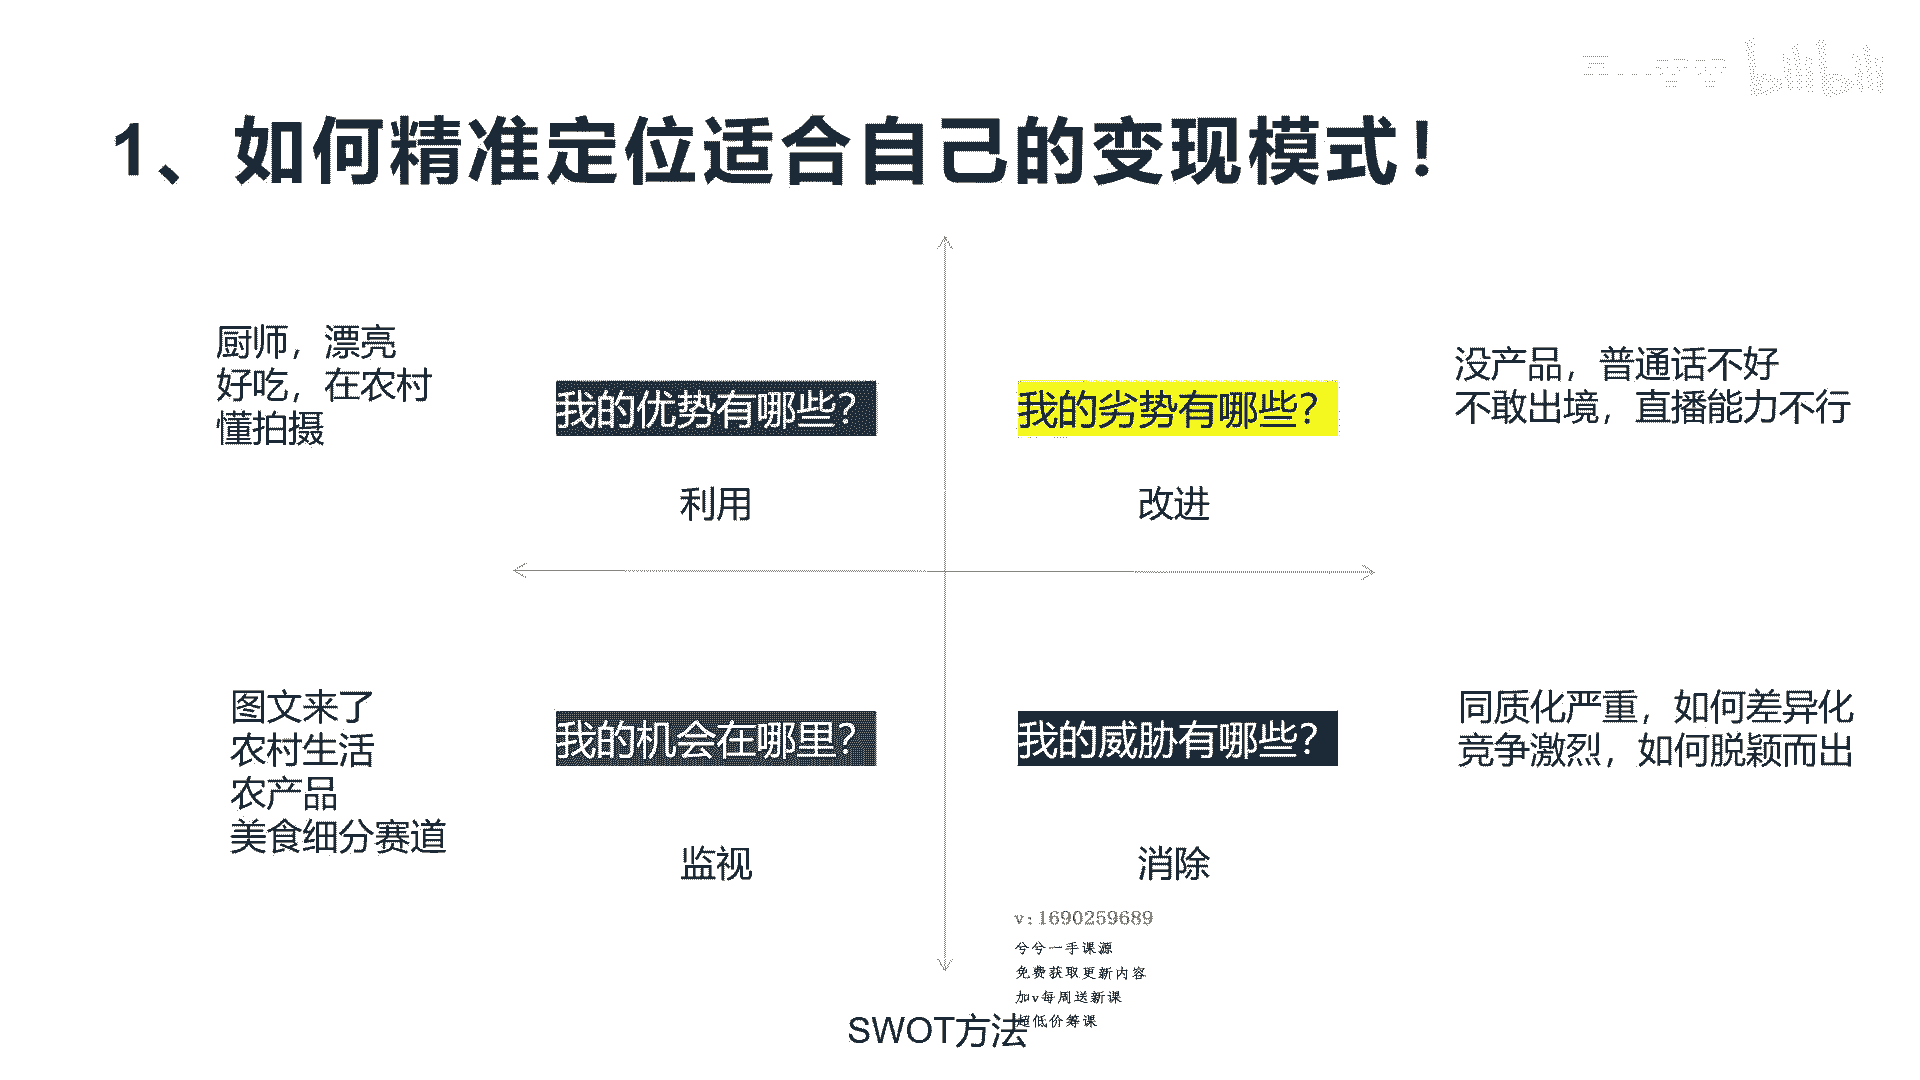 bilibili
1、如何精准定位适合自己的变现模式！
厨师，漂亮
好吃，在农村
懂拍摄
我的优势有哪些？
利用
我的劣势有哪些？
改进
没产品，普通话不好
不敢出境，直播能力不行
图文来了
农村生活
农产品
美食细分赛道
我的机会在哪里？
监视
我的威胁有哪些？
消除
同质化严重，如何差异化
竞争激烈，如何脱颖而出
v:1690259689
兮兮一手课源
免费获取更新内容
加v每周送新课
超低价筹课
SWOT方法